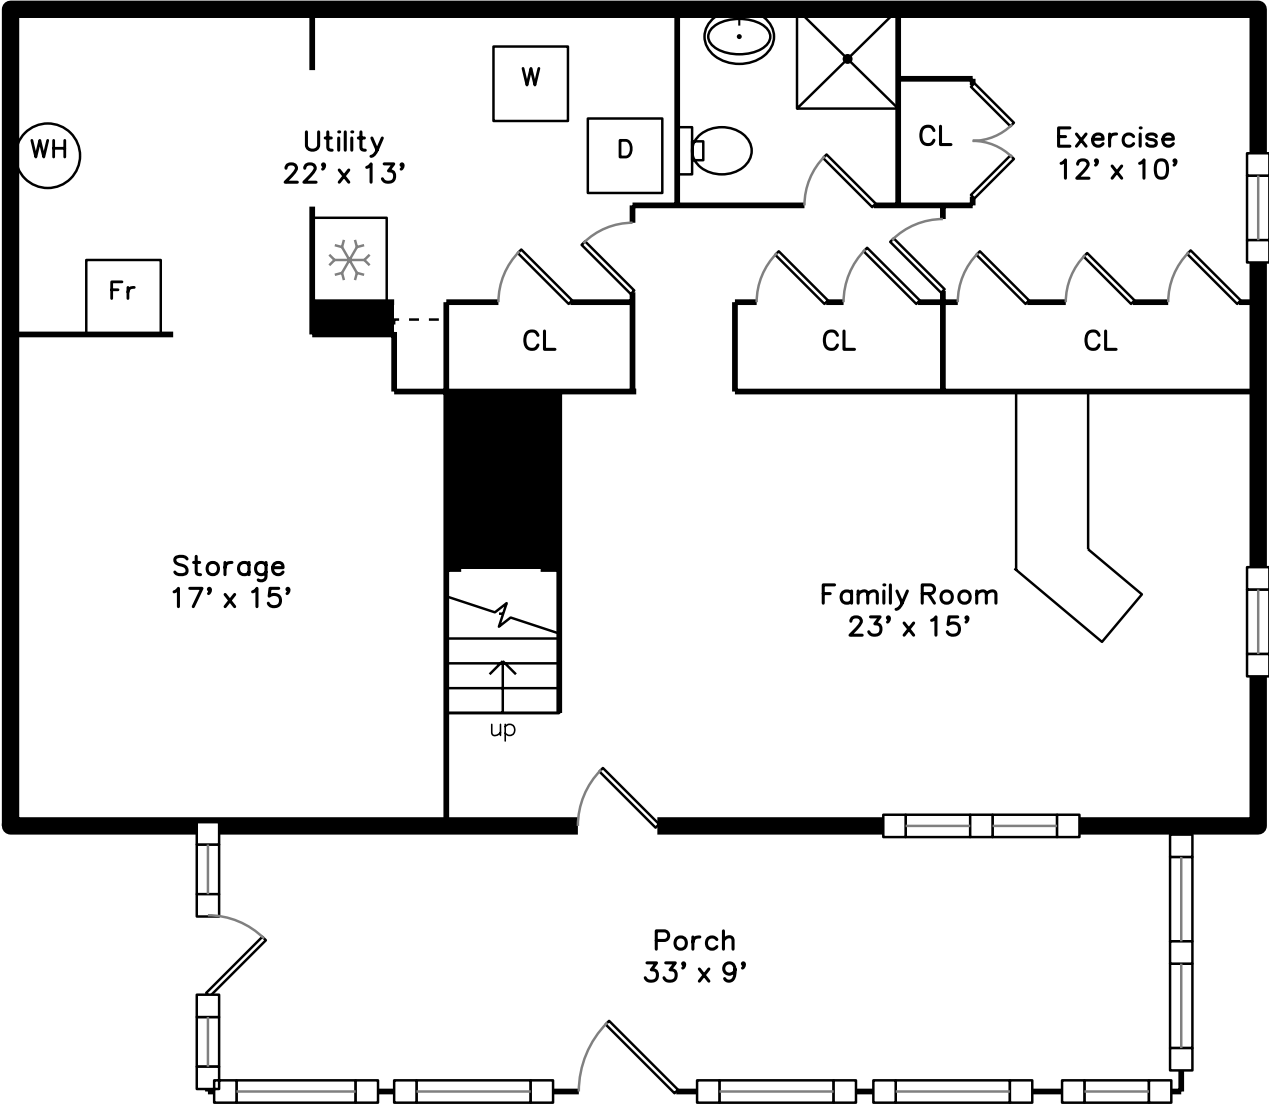 W
WH
Utility
22' x 13'
D
CL
Exercise
12' x 10'
Fr
CL
CL
CL
Storage
17' x 15'
Family Room
23' x 15'
up
Porch
33' x 9'